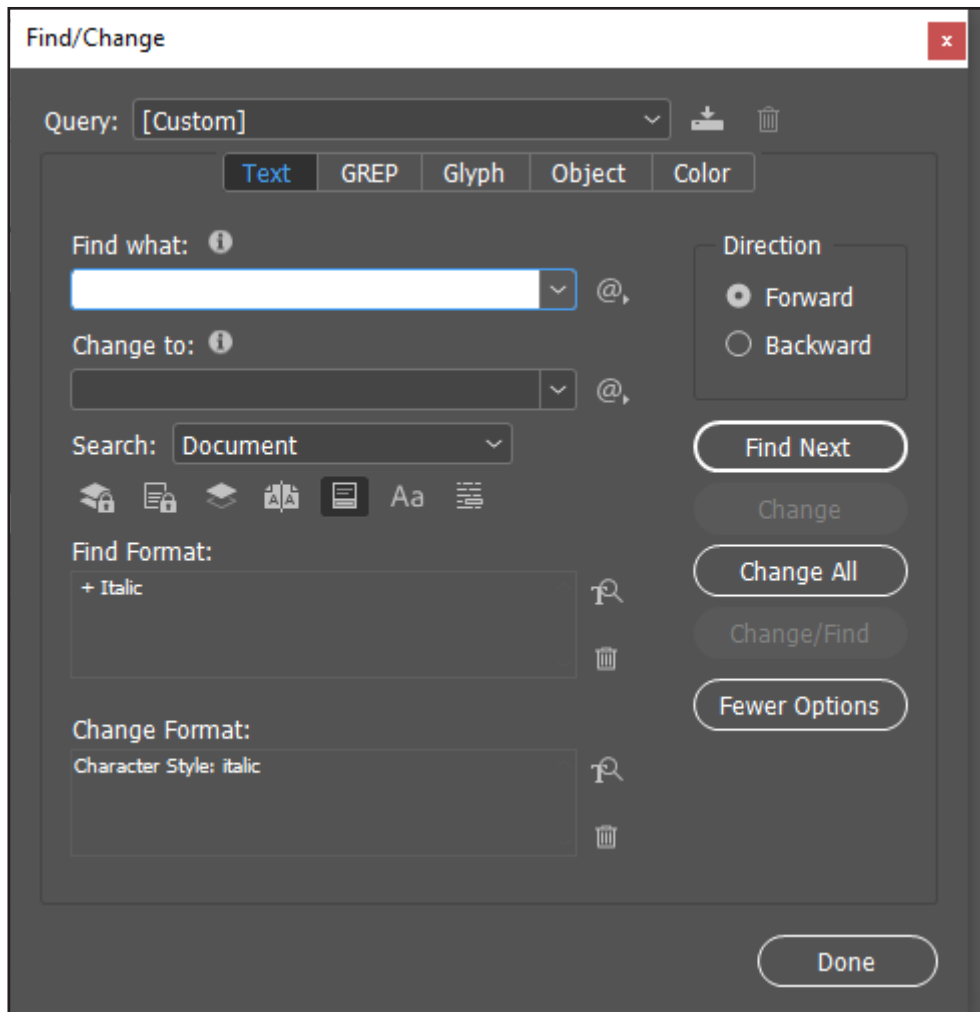 Find/Change
x
Query: [Custom]
Text GREP Glyph Object Color
Find what:
@
Change to:
@
Search: Document
A A Aa
Find Format:
+ Italic
T
Change Format:
Character Style: italic
T
Direction
Forward
Backward
Find Next
Change
Change All
Change/Find
Fewer Options
Done